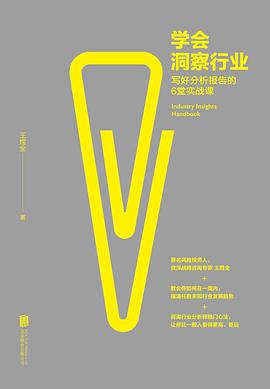 学会
洞察行业
写好分析报告的
6堂实战课
Industry Insights
Handbook
王煜全
著
著名风险投资人、
资深战略咨询专家 王煜全
+
教会你如何在一周内,
摸清任意未知行业发展趋势
+
咨询行业分析师独门心法,
让你比一般人看得更高、更远